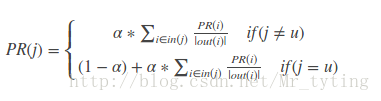 PR(j) = { α * ∑_{i∈in(j)} PR(i)/|out(i)|    if(j ≠ u)
(1 − α) + α * ∑_{i∈in(j)} PR(i)/|out(i)|    if(j = u)
http://blog.csdn.net/Mr_tyting